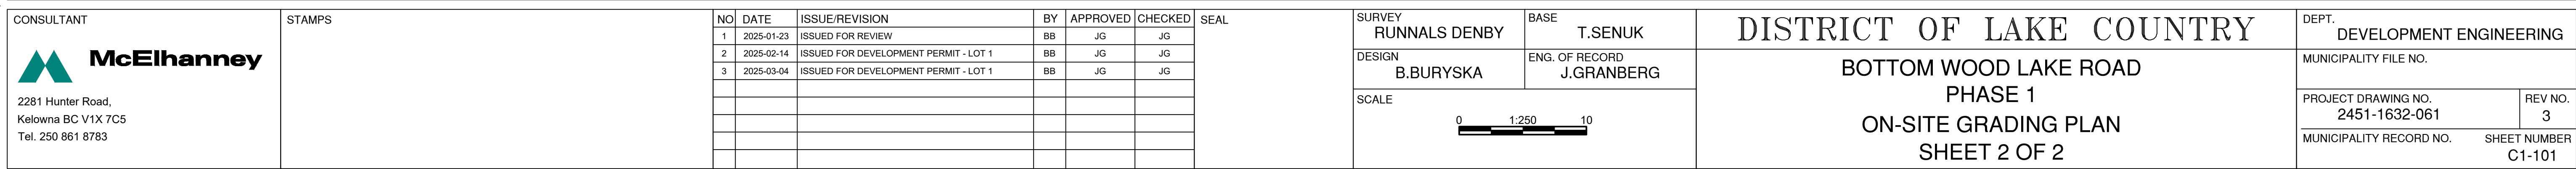 CONSULTANT
McElhanney
2281 Hunter Road,
Kelowna BC V1X 7C5
Tel. 250 861 8783
STAMPS
NO DATE ISSUE/REVISION BY APPROVED CHECKED
1 2025-01-23 ISSUED FOR REVIEW BB JG JG
2 2025-02-14 ISSUED FOR DEVELOPMENT PERMIT - LOT 1 BB JG JG
3 2025-03-04 ISSUED FOR DEVELOPMENT PERMIT - LOT 1 BB JG JG
SEAL
SURVEY
RUNNALS DENBY
BASE
T.SENUK
DESIGN
B.BURYSKA
ENG. OF RECORD
J.GRANBERG
SCALE
0 1:250 10
DISTRICT OF LAKE COUNTRY
BOTTOM WOOD LAKE ROAD
PHASE 1
ON-SITE GRADING PLAN
SHEET 2 OF 2
DEPT.
DEVELOPMENT ENGINEERING
MUNICIPALITY FILE NO.
PROJECT DRAWING NO.
2451-1632-061
REV NO.
3
MUNICIPALITY RECORD NO.
SHEET NUMBER
C1-101